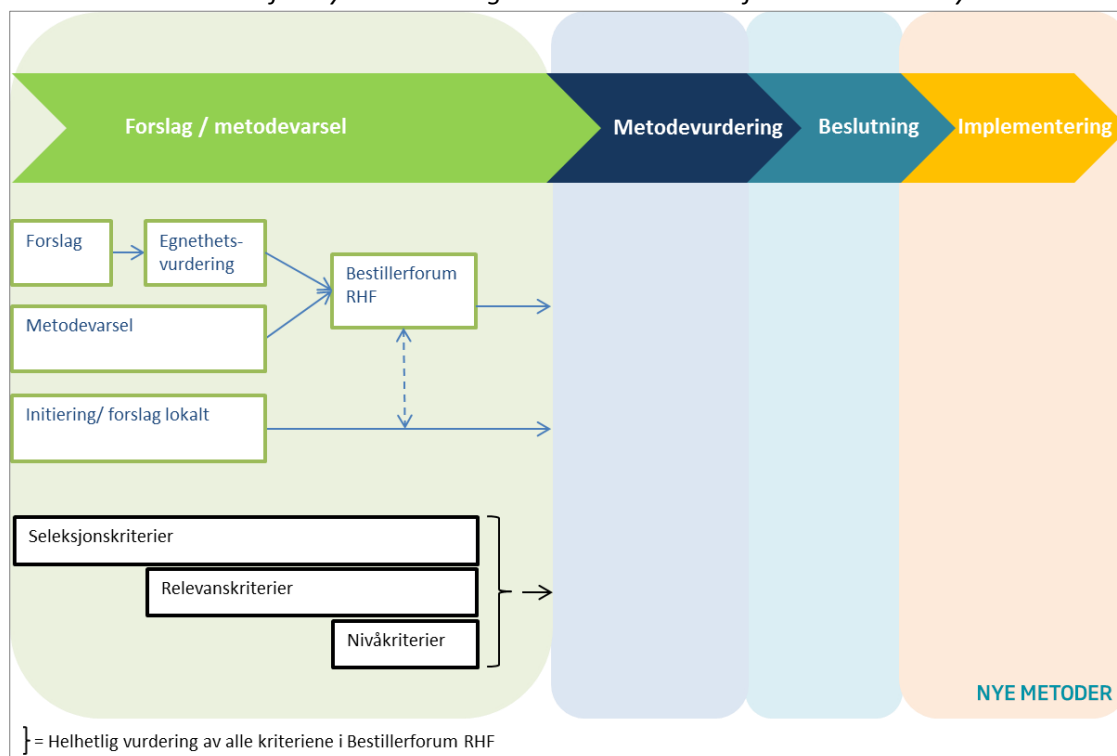 Forslag / metodevarsel
Metodevurdering
Beslutning
Implementering
Forslag
Egnethets-
vurdering
Bestillerforum
RHF
Metodevarsel
Initiering/ forslag lokalt
Seleksjonskriterier
Relevanskriterier
Nivåkriterier
NYE METODER
} = Helhetlig vurdering av alle kriteriene i Bestillerforum RHF